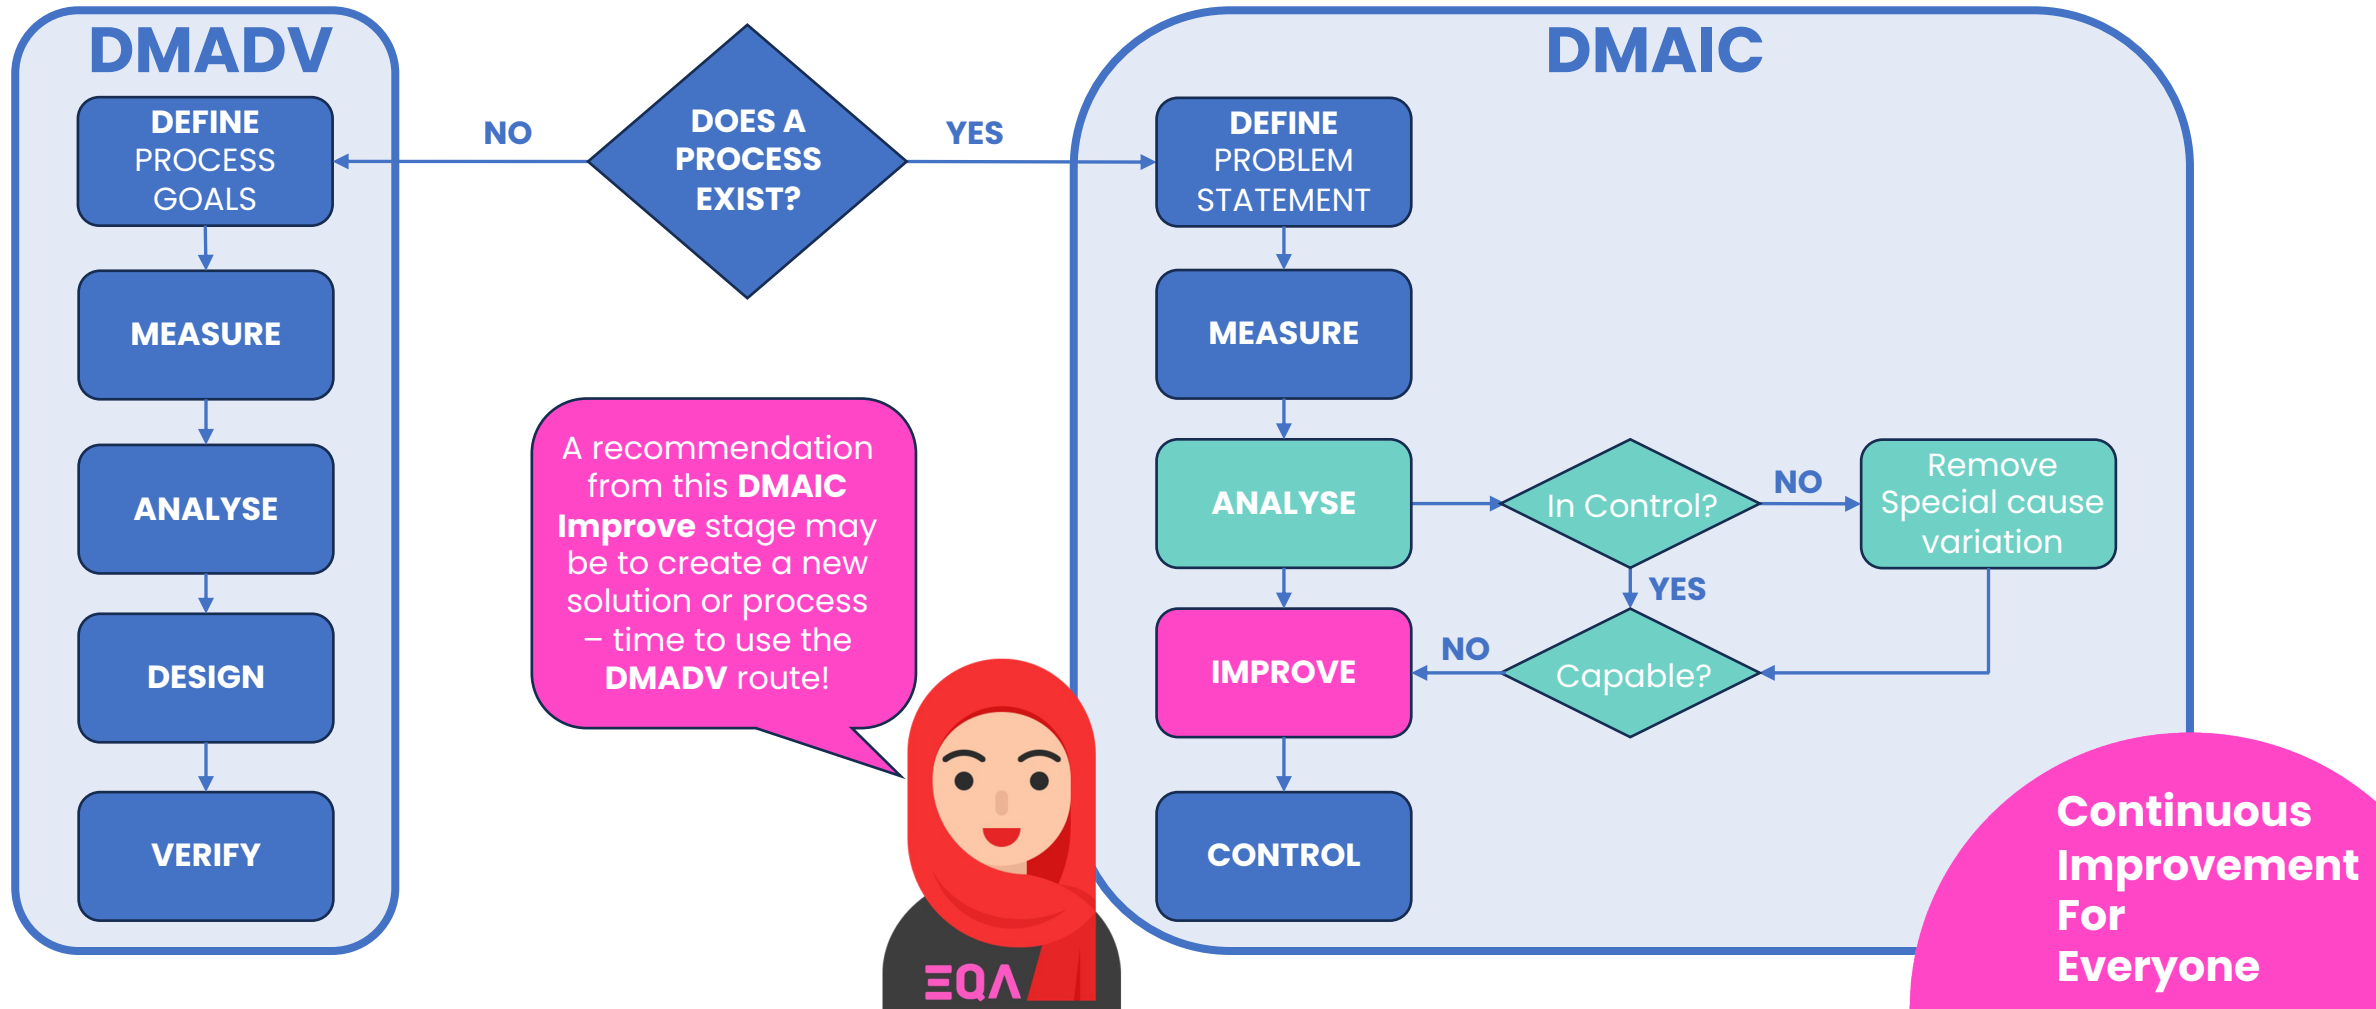 DMADV
DEFINE
PROCESS
GOALS
MEASURE
ANALYSE
DESIGN
VERIFY
NO
DOES A
PROCESS
EXIST?
YES
A recommendation
from this DMAIC
Improve stage may
be to create a new
solution or process
– time to use the
DMADV route!
EQA
DMAIC
DEFINE
PROBLEM
STATEMENT
MEASURE
ANALYSE
In Control?
NO
Remove
Special cause
variation
YES
IMPROVE
NO
Capable?
CONTROL
Continuous
Improvement
For
Everyone